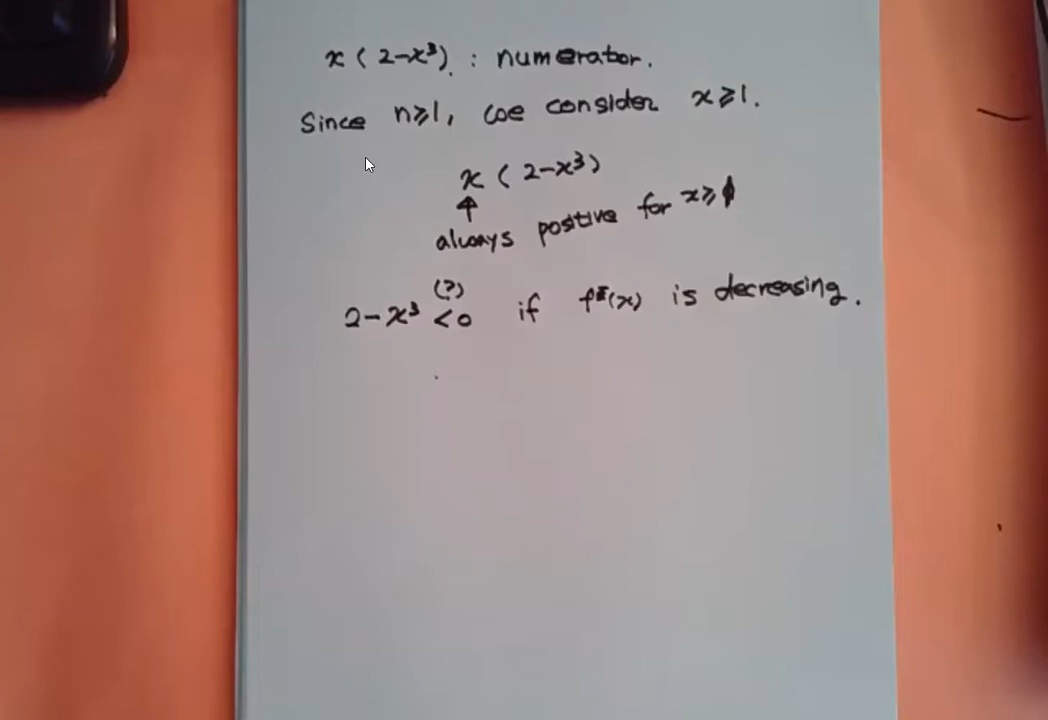 x (2-x³) : numerator.
Since n≥1, we consider x≥1.
x (2-x³)
↑
always positive for x≥1
(?)
2-x³ <0 if f(x) is decreasing.